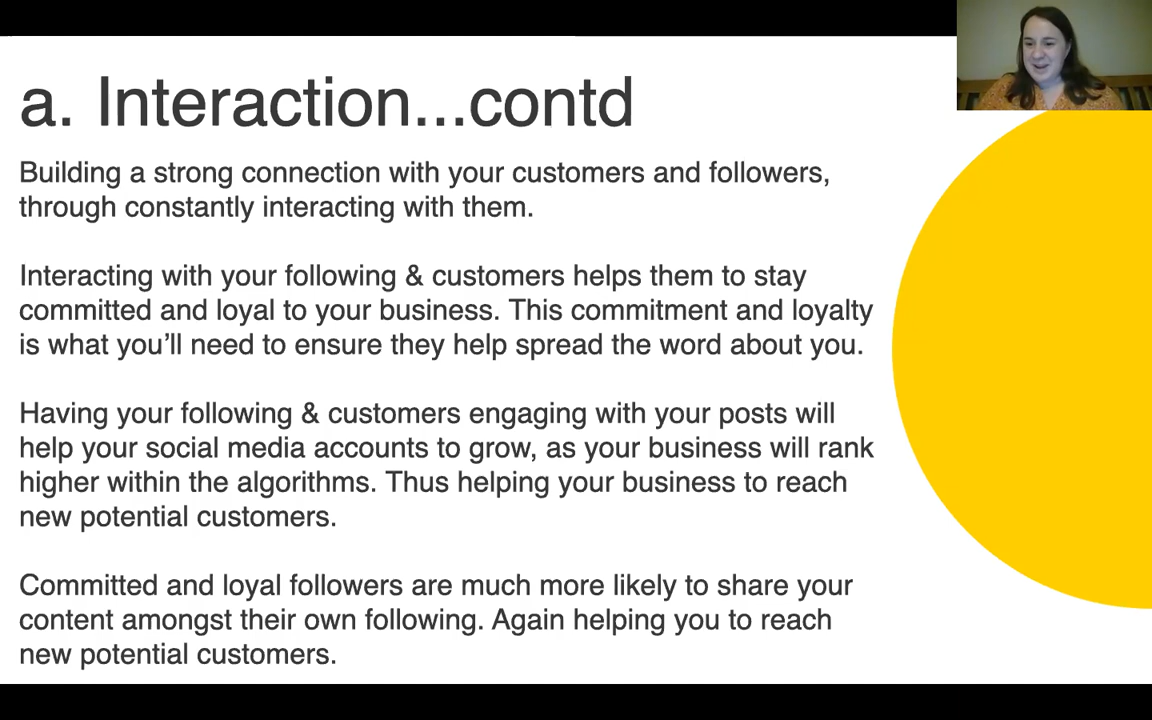 a. Interaction...contd
Building a strong connection with your customers and followers,
through constantly interacting with them.
Interacting with your following & customers helps them to stay
committed and loyal to your business. This commitment and loyalty
is what you’ll need to ensure they help spread the word about you.
Having your following & customers engaging with your posts will
help your social media accounts to grow, as your business will rank
higher within the algorithms. Thus helping your business to reach
new potential customers.
Committed and loyal followers are much more likely to share your
content amongst their own following. Again helping you to reach
new potential customers.